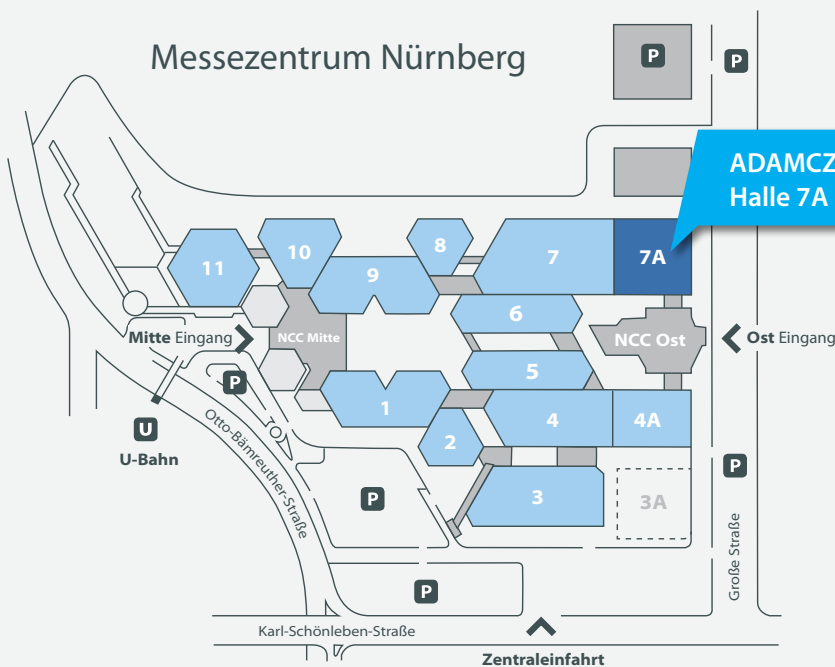 Messezentrum Nürnberg
P
P
ADAMCZ
Halle 7A
11
10
9
8
7
7A
6
NCC Mitte
NCC Ost
Mitte Eingang
Ost Eingang
5
P
1
4
4A
2
U
U-Bahn
Otto-Bämreuther-Straße
P
3
3A
P
P
Große Straße
Karl-Schönleben-Straße
Zentraleinfahrt